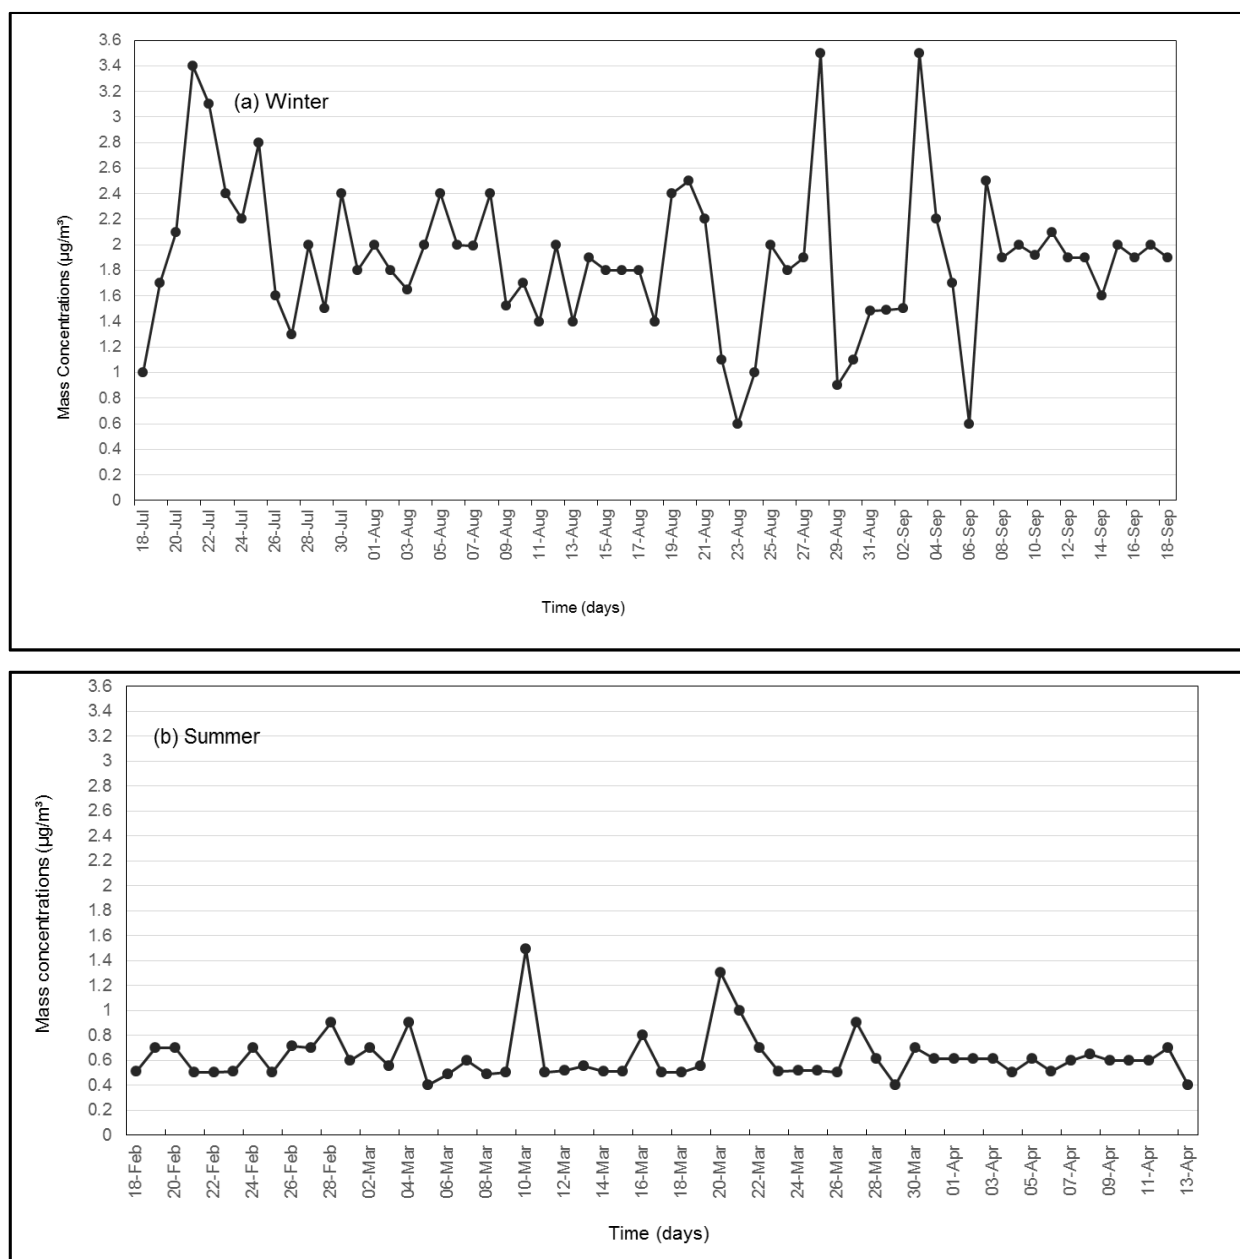 3.6
3.4
3.2
3
2.8
2.6
2.4
2.2
2
1.8
1.6
1.4
1.2
1
0.8
0.6
0.4
0.2
0
(a) Winter
Mass Concentrations (µg/m³)
18-Jul
20-Jul
22-Jul
24-Jul
26-Jul
28-Jul
30-Jul
01-Aug
03-Aug
05-Aug
07-Aug
09-Aug
11-Aug
13-Aug
15-Aug
17-Aug
19-Aug
21-Aug
23-Aug
25-Aug
27-Aug
29-Aug
31-Aug
02-Sep
04-Sep
06-Sep
08-Sep
10-Sep
12-Sep
14-Sep
16-Sep
18-Sep
Time (days)
3.6
3.4
3.2
3
2.8
2.6
2.4
2.2
2
1.8
1.6
1.4
1.2
1
0.8
0.6
0.4
0.2
0
(b) Summer
Mass concentrations (µg/m³)
18-Feb
20-Feb
22-Feb
24-Feb
26-Feb
28-Feb
02-Mar
04-Mar
06-Mar
08-Mar
10-Mar
12-Mar
14-Mar
16-Mar
18-Mar
20-Mar
22-Mar
24-Mar
26-Mar
28-Mar
30-Mar
01-Apr
03-Apr
05-Apr
07-Apr
09-Apr
11-Apr
13-Apr
Time (days)